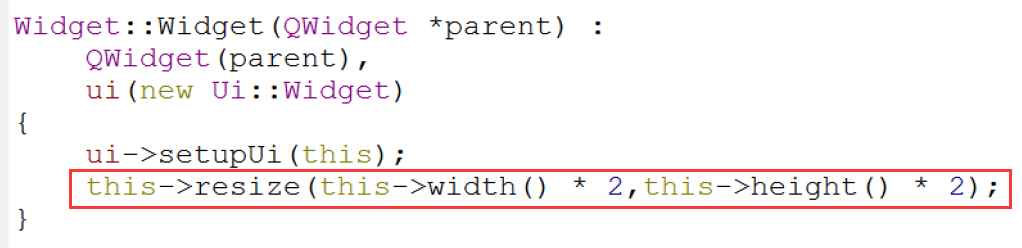 Widget::Widget(QWidget *parent) :
    QWidget(parent),
    ui(new Ui::Widget)
{
    ui->setupUi(this);
    this->resize(this->width() * 2,this->height() * 2);
}